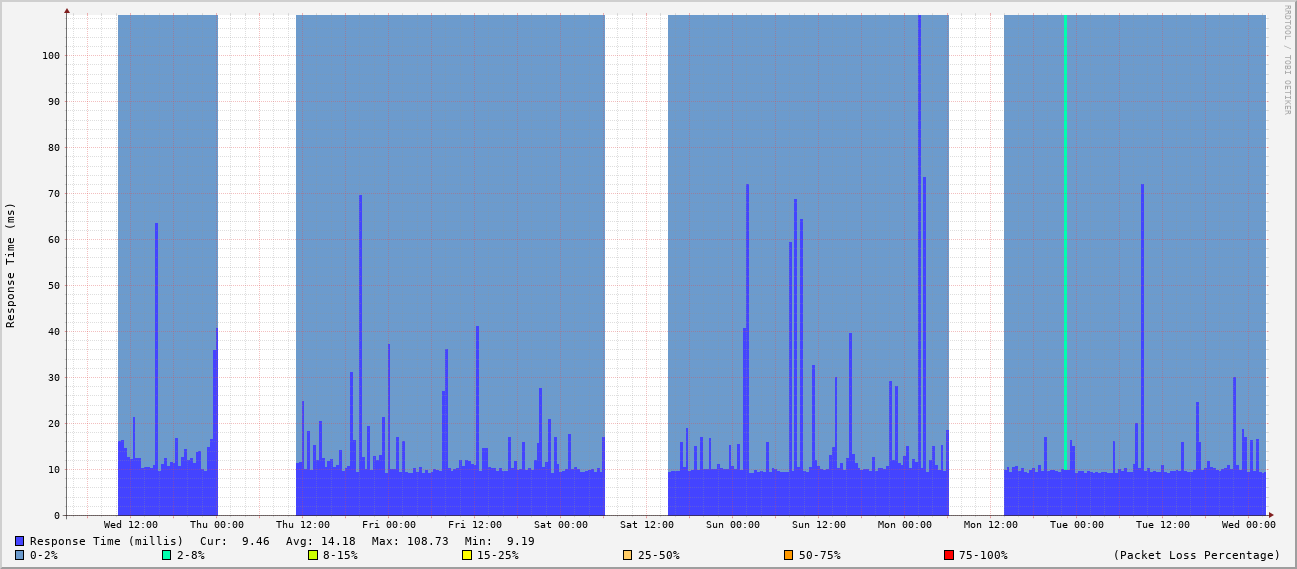 RRDTOOL / TOBI OETIKER
Response Time (ms)
100
90
80
70
60
50
40
30
20
10
0
Wed 12:00 Thu 00:00 Thu 12:00 Fri 00:00 Fri 12:00 Sat 00:00 Sat 12:00 Sun 00:00 Sun 12:00 Mon 00:00 Mon 12:00 Tue 00:00 Tue 12:00 Wed 00:00
Response Time (millis) Cur: 9.46 Avg: 14.18 Max: 108.73 Min: 9.19
0-2% 2-8% 8-15% 15-25% 25-50% 50-75% 75-100% (Packet Loss Percentage)